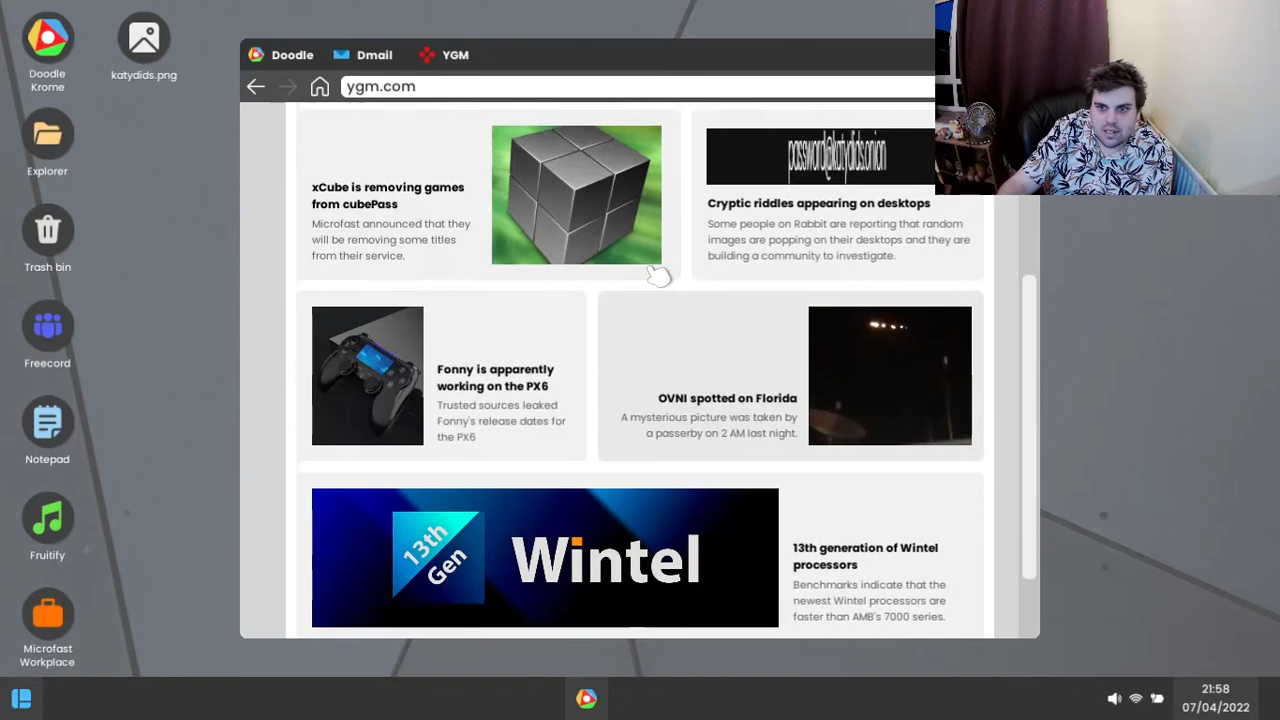 Doodle
Krome
katydids.png
Explorer
Trash bin
Freecord
Notepad
Fruitify
Microfast
Workplace
Doodle
Dmail
YGM
ygm.com
xCube is removing games
from cubePass
Microfast announced that they
will be removing some titles
from their service.
password@katydids.onion
Cryptic riddles appearing on desktops
Some people on Rabbit are reporting that random
images are popping on their desktops and they are
building a community to investigate.
Fonny is apparently
working on the PX6
Trusted sources leaked
Fonny's release dates for
the PX6
OVNI spotted on Florida
A mysterious picture was taken by
a passerby on 2 AM last night.
13th
Gen
Wintel
13th generation of Wintel
processors
Benchmarks indicate that the
newest Wintel processors are
faster than AMB's 7000 series.
21:58
07/04/2022